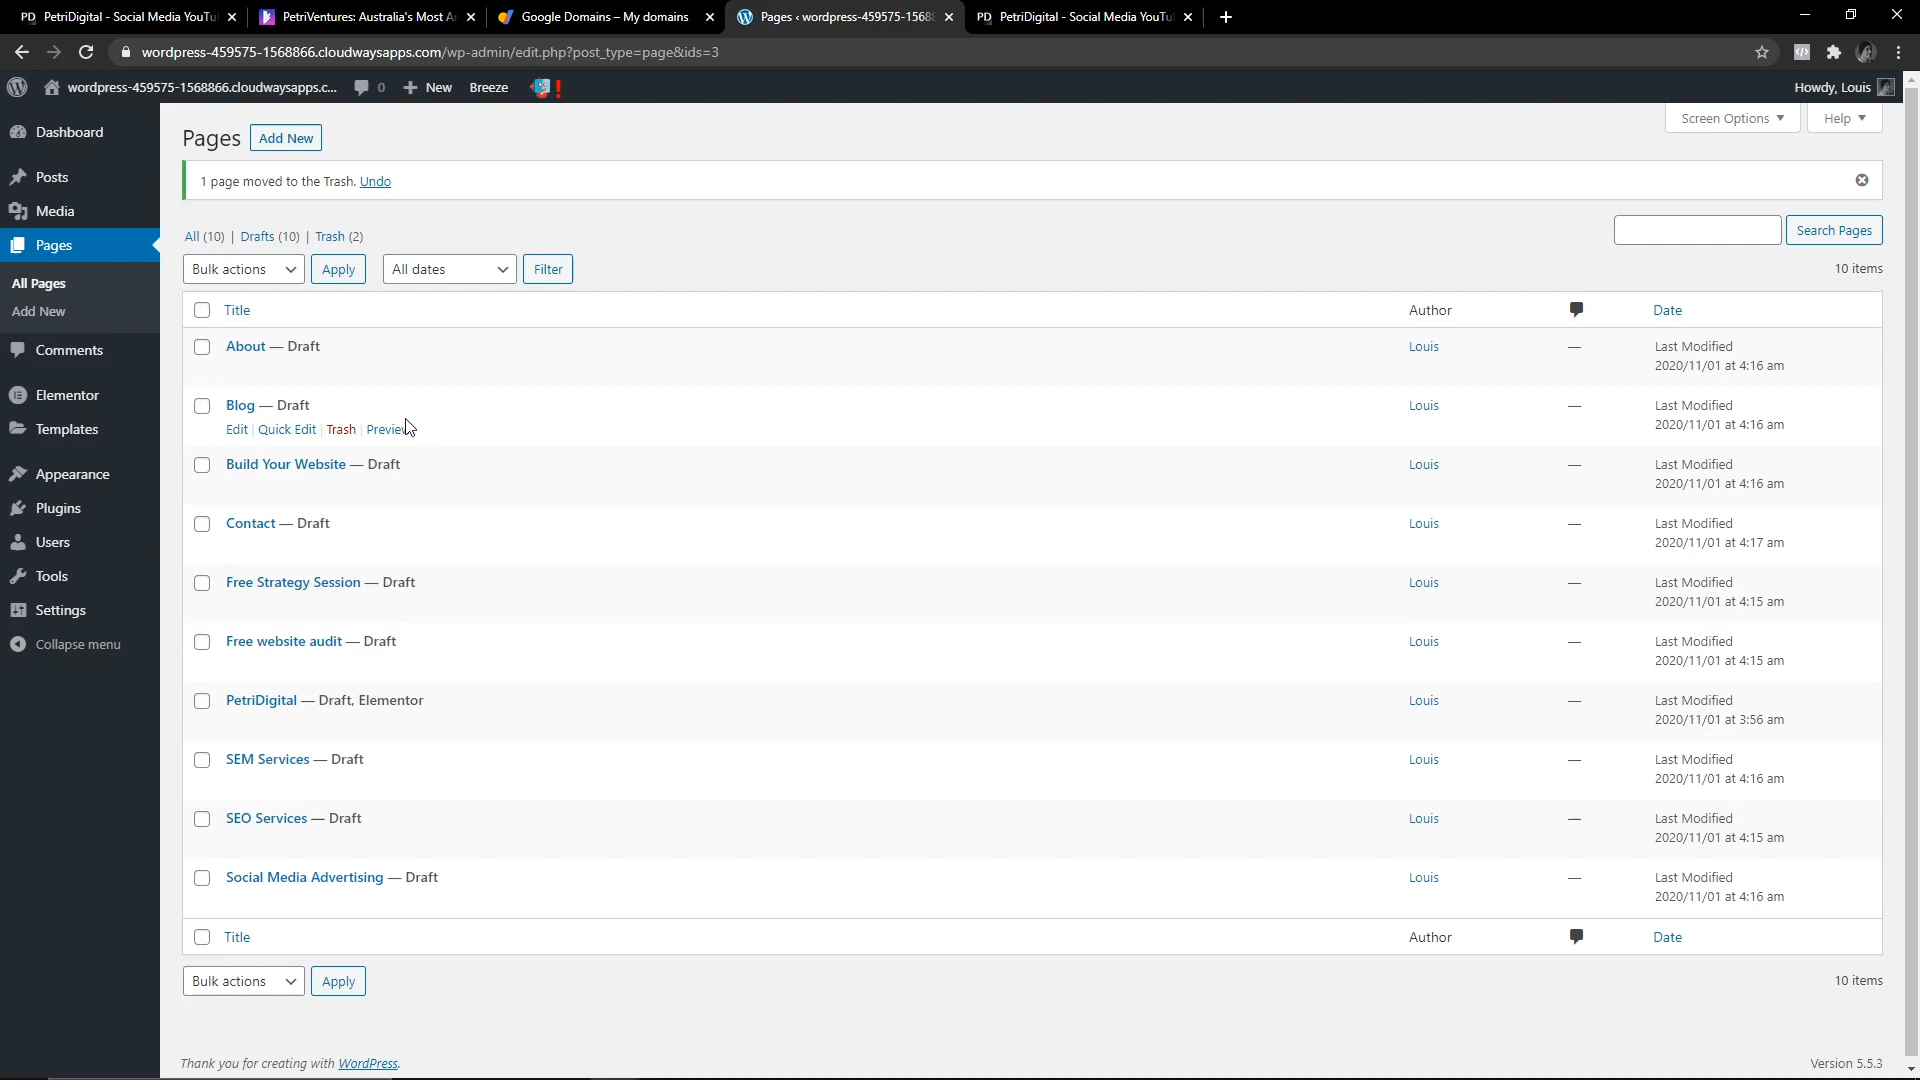 PD PetriDigital - Social Media YouTu
PetriVentures: Australia's Most A
Google Domains – My domains
Pages ‹ wordpress-459575-1568
PD PetriDigital - Social Media YouTu
wordpress-459575-1568866.cloudwaysapps.com/wp-admin/edit.php?post_type=page&ids=3
wordpress-459575-1568866.cloudwaysapps.c... 0 New Breeze ! Howdy, Louis
Dashboard
Posts
Media
Pages
All Pages
Add New
Comments
Elementor
Templates
Appearance
Plugins
Users
Tools
Settings
Collapse menu
Screen Options Help
Pages Add New
1 page moved to the Trash. Undo
All (10) | Drafts (10) | Trash (2)
Search Pages
Bulk actions Apply All dates Filter 10 items
Title Author Date
About — Draft Louis — Last Modified
2020/11/01 at 4:16 am
Blog — Draft Louis — Last Modified
Edit | Quick Edit | Trash | Preview 2020/11/01 at 4:16 am
Build Your Website — Draft Louis — Last Modified
2020/11/01 at 4:16 am
Contact — Draft Louis — Last Modified
2020/11/01 at 4:17 am
Free Strategy Session — Draft Louis — Last Modified
2020/11/01 at 4:15 am
Free website audit — Draft Louis — Last Modified
2020/11/01 at 4:15 am
PetriDigital — Draft, Elementor Louis — Last Modified
2020/11/01 at 3:56 am
SEM Services — Draft Louis — Last Modified
2020/11/01 at 4:16 am
SEO Services — Draft Louis — Last Modified
2020/11/01 at 4:15 am
Social Media Advertising — Draft Louis — Last Modified
2020/11/01 at 4:16 am
Title Author Date
Bulk actions Apply 10 items
Thank you for creating with WordPress. Version 5.5.3